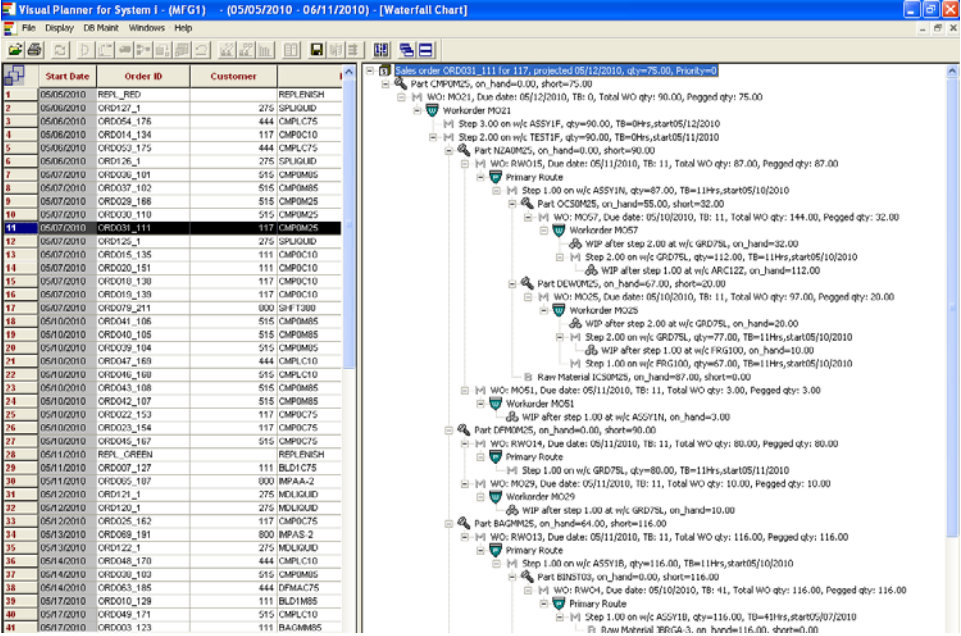 Visual Planner for System i - (MFG1) - (05/05/2010 - 06/11/2010) - [Waterfall Chart]
File Display DB Maint Windows Help
Start Date Order ID Customer
1 05/05/2010 REPL_RED REPLENISH
2 05/06/2010 ORD127_1 275 SPLIQUID
3 05/06/2010 ORD054_176 444 CMPLC75
4 05/06/2010 ORD014_134 117 CMP0C10
5 05/06/2010 ORD053_175 444 CMPLC75
6 05/06/2010 ORD126_1 275 SPLIQUID
7 05/07/2010 ORD036_101 515 CMP0M85
8 05/07/2010 ORD037_102 515 CMP0M85
9 05/07/2010 ORD029_166 515 CMP0M25
10 05/07/2010 ORD030_110 515 CMP0M25
11 05/07/2010 ORD031_111 117 CMP0M25
12 05/07/2010 ORD125_1 275 SPLIQUID
13 05/07/2010 ORD015_135 111 CMP0C10
14 05/07/2010 ORD020_151 111 CMP0C10
15 05/07/2010 ORD018_138 117 CMP0C10
16 05/07/2010 ORD019_139 117 CMP0C10
17 05/07/2010 ORD079_211 800 SHFT300
18 05/10/2010 ORD041_106 515 CMP0M85
19 05/10/2010 ORD040_105 515 CMP0M85
20 05/10/2010 ORD039_104 515 CMP0M85
21 05/10/2010 ORD047_169 444 CMPLC10
22 05/10/2010 ORD046_168 515 CMPLC10
23 05/10/2010 ORD043_108 515 CMP0M85
24 05/10/2010 ORD042_107 515 CMP0M85
25 05/10/2010 ORD022_153 117 CMP0C75
26 05/10/2010 ORD023_154 117 CMP0C75
27 05/10/2010 ORD045_167 515 CMP0C75
28 05/11/2010 REPL_GREEN REPLENISH
29 05/11/2010 ORD007_127 111 BLD1C75
30 05/11/2010 ORD065_187 800 IMPAA-2
31 05/12/2010 ORD121_1 275 MDLIQUID
32 05/12/2010 ORD120_1 275 MDLIQUID
33 05/12/2010 ORD025_162 117 CMP0C75
34 05/13/2010 ORD069_191 800 IMPAS-2
35 05/13/2010 ORD122_1 275 MDLIQUID
36 05/14/2010 ORD048_170 444 CMPLC10
37 05/14/2010 ORD038_103 515 CMP0M85
38 05/14/2010 ORD063_185 444 DFMAC75
39 05/17/2010 ORD010_129 111 BLD1M85
40 05/17/2010 ORD049_171 515 CMPLC10
41 05/17/2010 ORD003_123 111 BAGMM85
Sales order ORD031_111 for 117, projected 05/12/2010, qty=75.00, Priority=0
Part CMP0M25, on_hand=0.00, short=75.00
WO: MO21, Due date: 05/12/2010, TB: 0, Total WO qty: 90.00, Pegged qty: 75.00
Workorder MO21
Step 3.00 on w/c ASSY1F, qty=90.00, TB=0Hrs,start05/12/2010
Step 2.00 on w/c TEST1F, qty=90.00, TB=0Hrs,start05/11/2010
Part NZA0M25, on_hand=0.00, short=90.00
WO: RWO15, Due date: 05/11/2010, TB: 11, Total WO qty: 87.00, Pegged qty: 87.00
Primary Route
Step 1.00 on w/c ASSY1N, qty=87.00, TB=11Hrs,start05/10/2010
Part OCS0M25, on_hand=55.00, short=32.00
WO: MO57, Due date: 05/10/2010, TB: 11, Total WO qty: 144.00, Pegged qty: 32.00
Workorder MO57
WIP after step 2.00 at w/c GRD75L, on_hand=32.00
Step 2.00 on w/c GRD75L, qty=112.00, TB=11Hrs,start05/10/2010
WIP after step 1.00 at w/c ARC12Z, on_hand=112.00
Part DEW0M25, on_hand=67.00, short=20.00
WO: MO25, Due date: 05/10/2010, TB: 11, Total WO qty: 97.00, Pegged qty: 20.00
Workorder MO25
WIP after step 2.00 at w/c GRD75L, on_hand=20.00
Step 2.00 on w/c GRD75L, qty=77.00, TB=11Hrs,start05/10/2010
WIP after step 1.00 at w/c FRG100, on_hand=10.00
Step 1.00 on w/c FRG100, qty=67.00, TB=11Hrs,start05/10/2010
Raw Material ICS0M25, on_hand=87.00, short=0.00
WO: MO51, Due date: 05/11/2010, TB: 11, Total WO qty: 3.00, Pegged qty: 3.00
Workorder MO51
WIP after step 1.00 at w/c ASSY1N, on_hand=3.00
Part DFM0M25, on_hand=0.00, short=90.00
WO: RWO14, Due date: 05/11/2010, TB: 11, Total WO qty: 80.00, Pegged qty: 80.00
Primary Route
Step 1.00 on w/c GRD75L, qty=80.00, TB=11Hrs,start05/11/2010
WO: MO29, Due date: 05/11/2010, TB: 11, Total WO qty: 10.00, Pegged qty: 10.00
Workorder MO29
WIP after step 1.00 at w/c GRD75L, on_hand=10.00
Part BAGMM25, on_hand=64.00, short=116.00
WO: RWO13, Due date: 05/11/2010, TB: 11, Total WO qty: 116.00, Pegged qty: 116.00
Primary Route
Step 1.00 on w/c ASSY1B, qty=116.00, TB=11Hrs,start05/10/2010
Part BINST03, on_hand=0.00, short=116.00
WO: RWO4, Due date: 05/10/2010, TB: 41, Total WO qty: 116.00, Pegged qty: 116.00
Primary Route
Step 1.00 on w/c ASSY1B, qty=116.00, TB=41Hrs,start05/07/2010
Raw Material JBRGA-3, on_hand=116.00, short=0.00